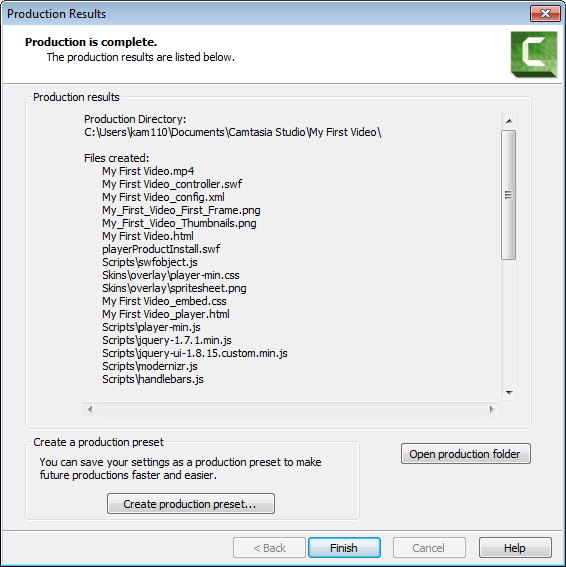 Production Results
Production is complete.
The production results are listed below.
Production results
Production Directory:
C:\Users\kam110\Documents\Camtasia Studio\My First Video\
Files created:
My First Video.mp4
My First Video_controller.swf
My First Video_config.xml
My_First_Video_First_Frame.png
My_First_Video_Thumbnails.png
My First Video.html
playerProductInstall.swf
Scripts\swfobject.js
Skins\overlay\player-min.css
Skins\overlay\spritesheet.png
My First Video_embed.css
My First Video_player.html
Scripts\player-min.js
Scripts\jquery-1.7.1.min.js
Scripts\jquery-ui-1.8.15.custom.min.js
Scripts\modernizr.js
Scripts\handlebars.js
Create a production preset
You can save your settings as a production preset to make
future productions faster and easier.
Create production preset...
Open production folder
< Back
Finish
Cancel
Help